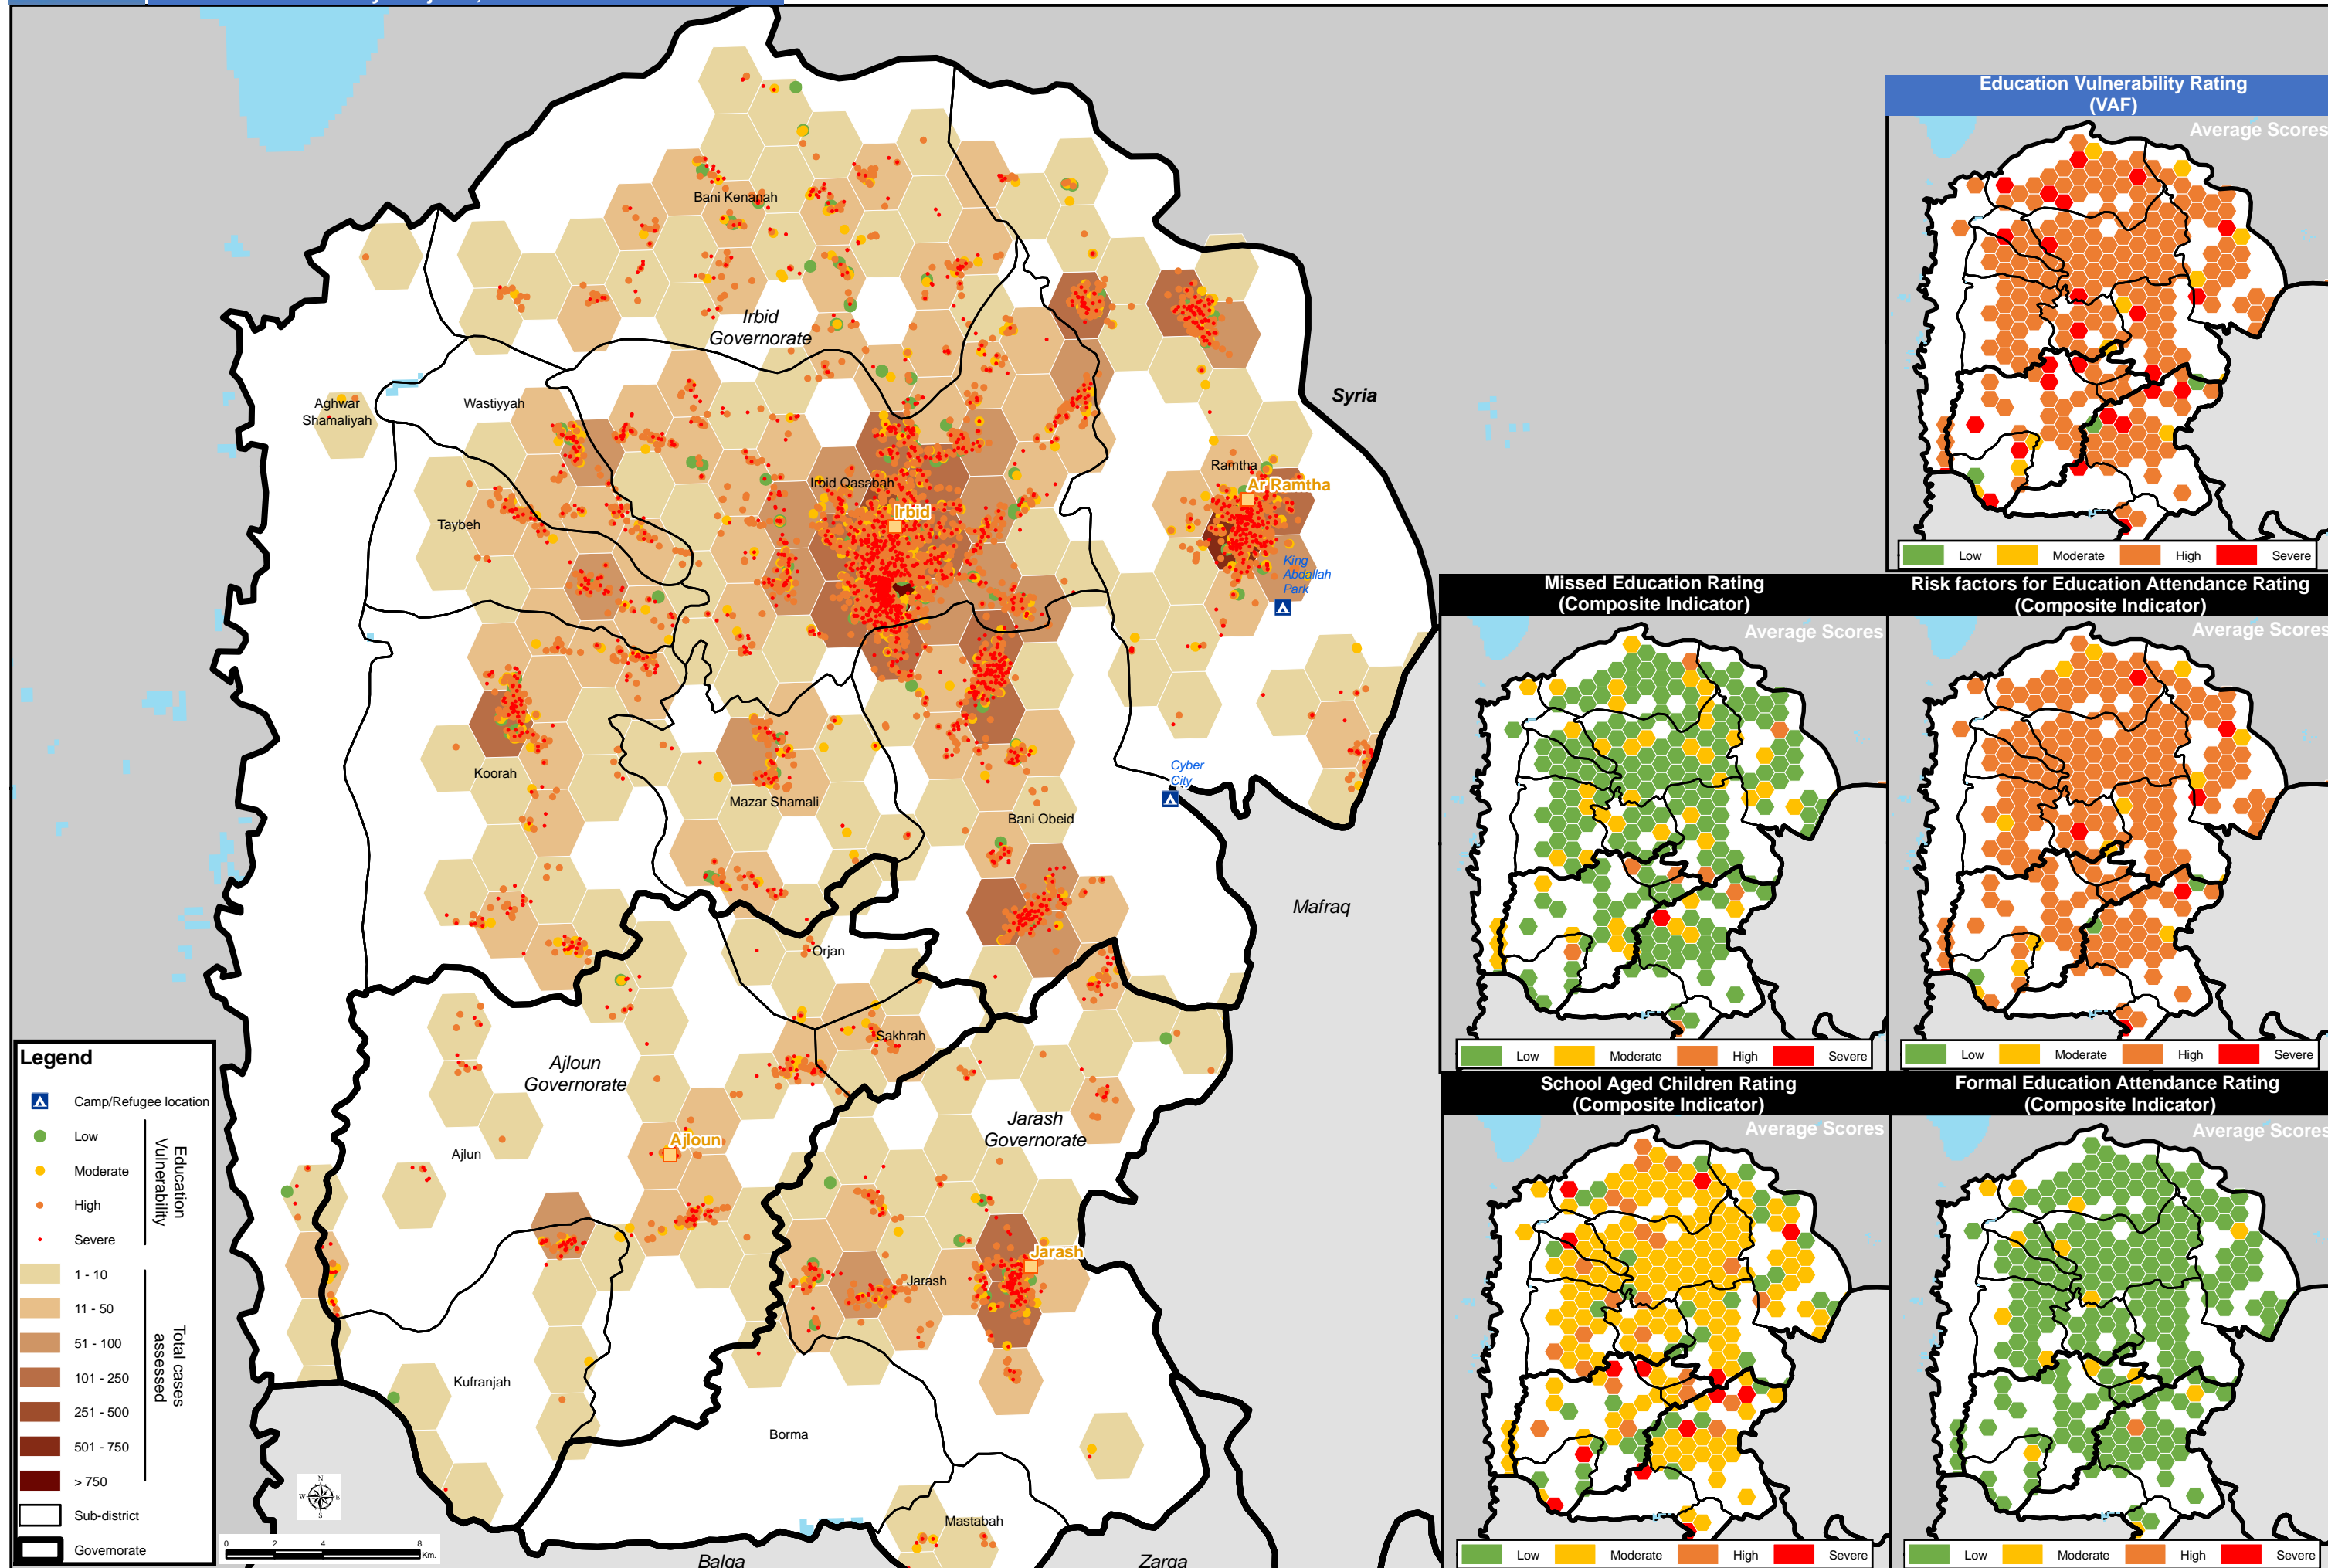 Bani Kenanah
Irbid
Governorate
Syria
Aghwar
Shamaliyah
Wastiyyah
Ramtha
Ar Ramtha
Irbid Qasabah
Irbid
Taybeh
King
Abdallah
Park
Koorah
Cyber
City
Mazar Shamali
Bani Obeid
Mafraq
Orjan
Sakhrah
Ajloun
Governorate
Jarash
Governorate
Ajloun
Ajlun
Jarash
Jarash
Kufranjah
Borma
Mastabah
Balqa
Zarqa
Legend
Camp/Refugee location
Low
Moderate
High
Severe
Education
Vulnerability
1 - 10
11 - 50
51 - 100
101 - 250
251 - 500
501 - 750
> 750
Total cases
assessed
Sub-district
Governorate
N
W E
S
0 2 4 8
Km.
Education Vulnerability Rating
(VAF)
Average Scores
Low Moderate High Severe
Missed Education Rating
(Composite Indicator)
Average Scores
Low Moderate High Severe
Risk factors for Education Attendance Rating
(Composite Indicator)
Average Scores
Low Moderate High Severe
School Aged Children Rating
(Composite Indicator)
Average Scores
Low Moderate High Severe
Formal Education Attendance Rating
(Composite Indicator)
Average Scores
Low Moderate High Severe